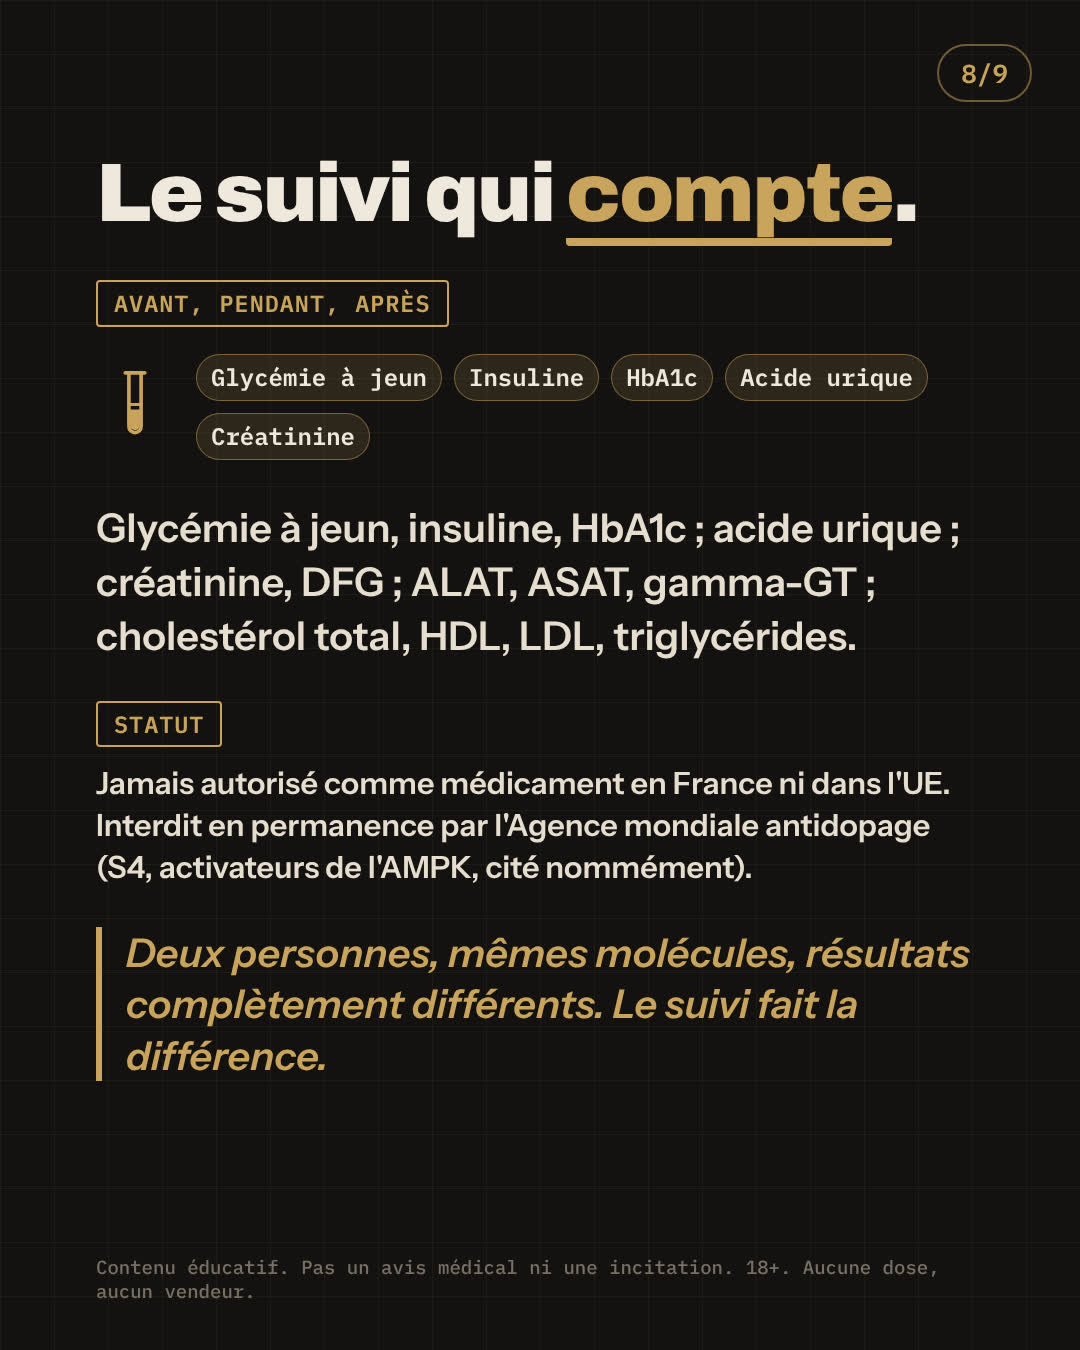 8/9
Le suivi qui compte.
AVANT, PENDANT, APRÈS
Glycémie à jeun Insuline HbA1c Acide urique
Créatinine
Glycémie à jeun, insuline, HbA1c ; acide urique ;
créatinine, DFG ; ALAT, ASAT, gamma-GT ;
cholestérol total, HDL, LDL, triglycérides.
STATUT
Jamais autorisé comme médicament en France ni dans l'UE.
Interdit en permanence par l'Agence mondiale antidopage
(S4, activateurs de l'AMPK, cité nommément).
Deux personnes, mêmes molécules, résultats
complètement différents. Le suivi fait la
différence.
Contenu éducatif. Pas un avis médical ni une incitation. 18+. Aucune dose,
aucun vendeur.